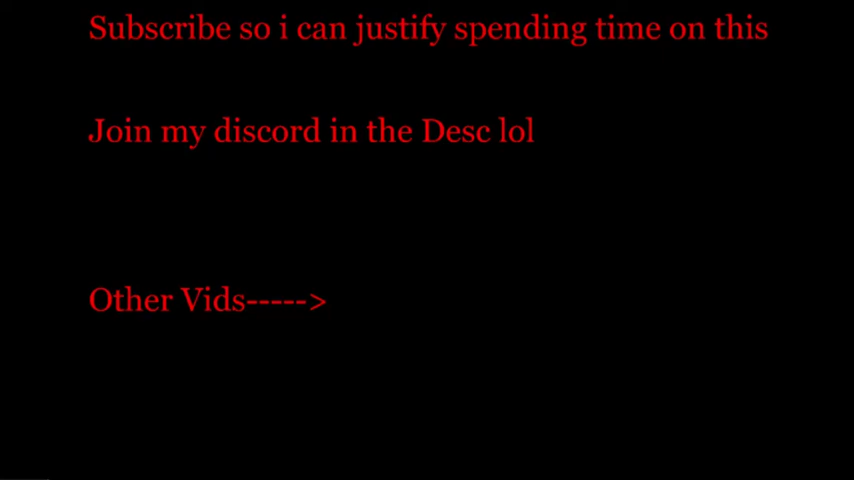 Subscribe so i can justify spending time on this
Join my discord in the Desc lol
Other Vids----->